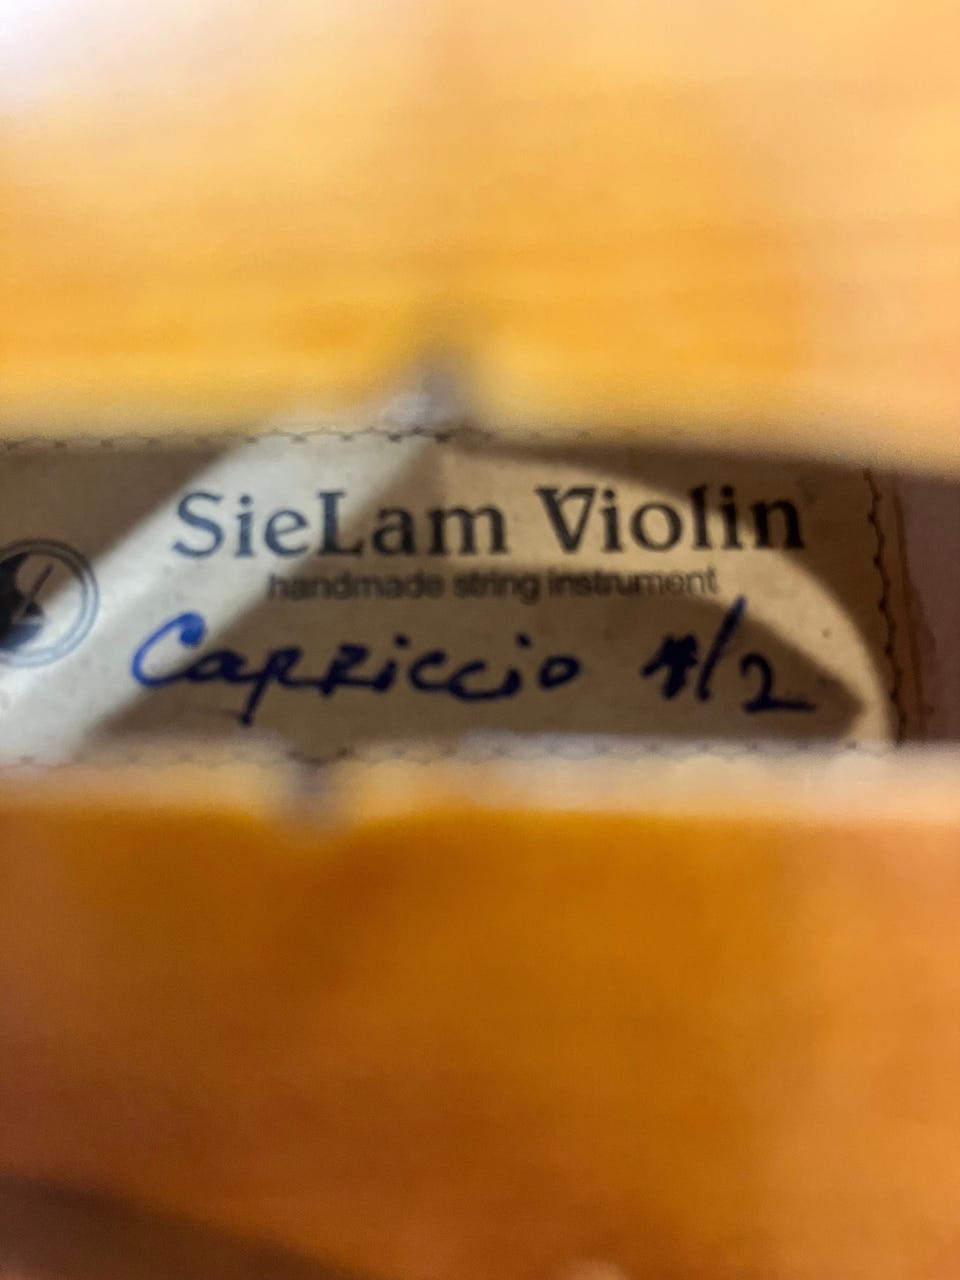 SieLam Violin
handmade string instrument
Capriccio 1/2